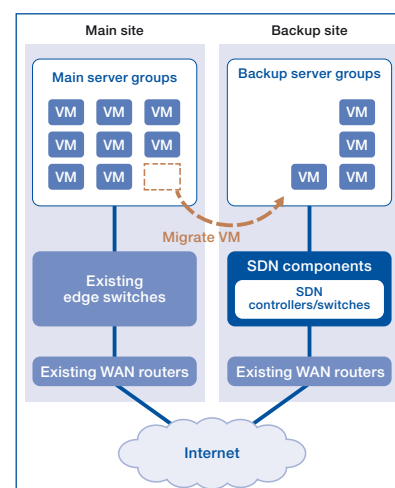 Main site
Backup site
Main server groups
VM VM VM
VM VM VM
VM VM
Backup server groups
VM
VM
VM VM
Migrate VM
Existing
edge switches
SDN components
SDN
controllers/switches
Existing WAN routers
Existing WAN routers
Internet